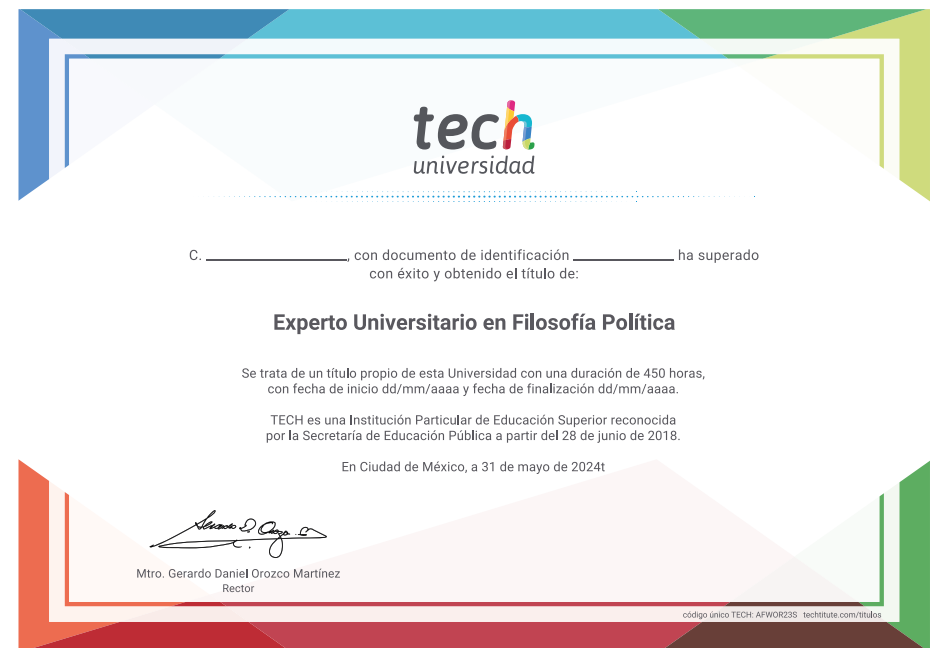 tech
universidad
C. ____________, con documento de identificación ____________ ha superado
con éxito y obtenido el título de:
Experto Universitario en Filosofía Política
Se trata de un título propio de esta Universidad con una duración de 450 horas,
con fecha de inicio dd/mm/aaaa y fecha de finalización dd/mm/aaaa.
TECH es una Institución Particular de Educación Superior reconocida
por la Secretaría de Educación Pública a partir del 28 de junio de 2018.
En Ciudad de México, a 31 de mayo de 2024t
Mtro. Gerardo Daniel Orozco Martínez
Rector
código único TECH: AFWOR23S techtitute.com/titulos